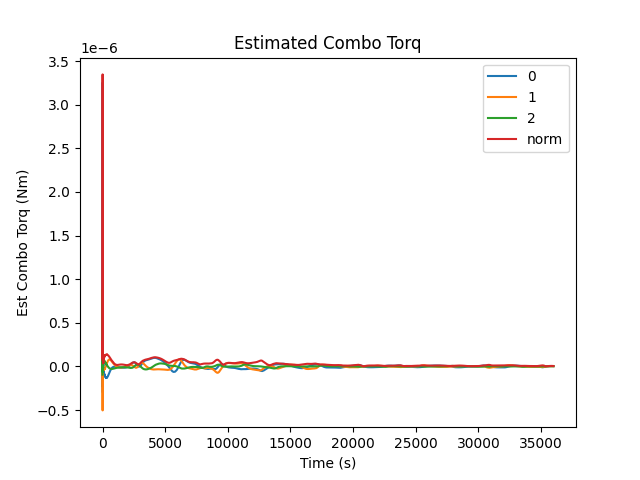 Estimated Combo Torq
1e−6
3.5
3.0
2.5
2.0
1.5
1.0
0.5
0.0
−0.5
Est Combo Torq (Nm)
0
1
2
norm
0 5000 10000 15000 20000 25000 30000 35000
Time (s)